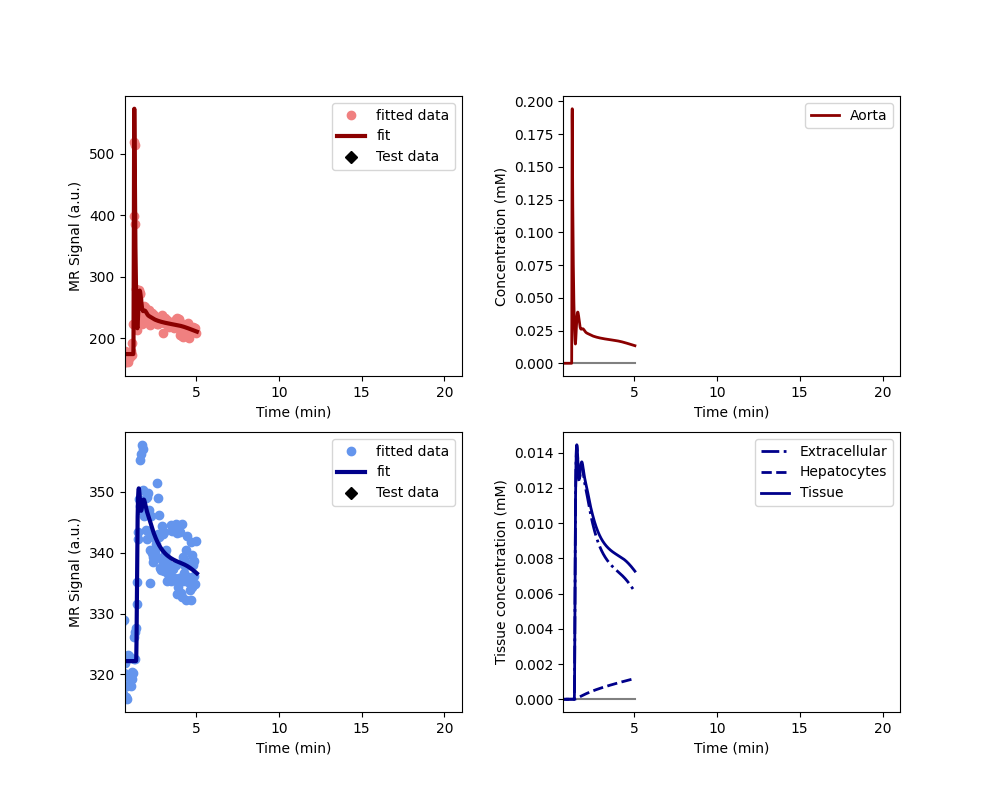 MR Signal (a.u.)
500
400
300
200
5
10
15
20
Time (min)
fitted data
fit
Test data
Concentration (mM)
0.200
0.175
0.150
0.125
0.100
0.075
0.050
0.025
0.000
5
10
15
20
Time (min)
Aorta
MR Signal (a.u.)
350
340
330
320
5
10
15
20
Time (min)
fitted data
fit
Test data
Tissue concentration (mM)
0.014
0.012
0.010
0.008
0.006
0.004
0.002
0.000
5
10
15
20
Time (min)
Extracellular
Hepatocytes
Tissue